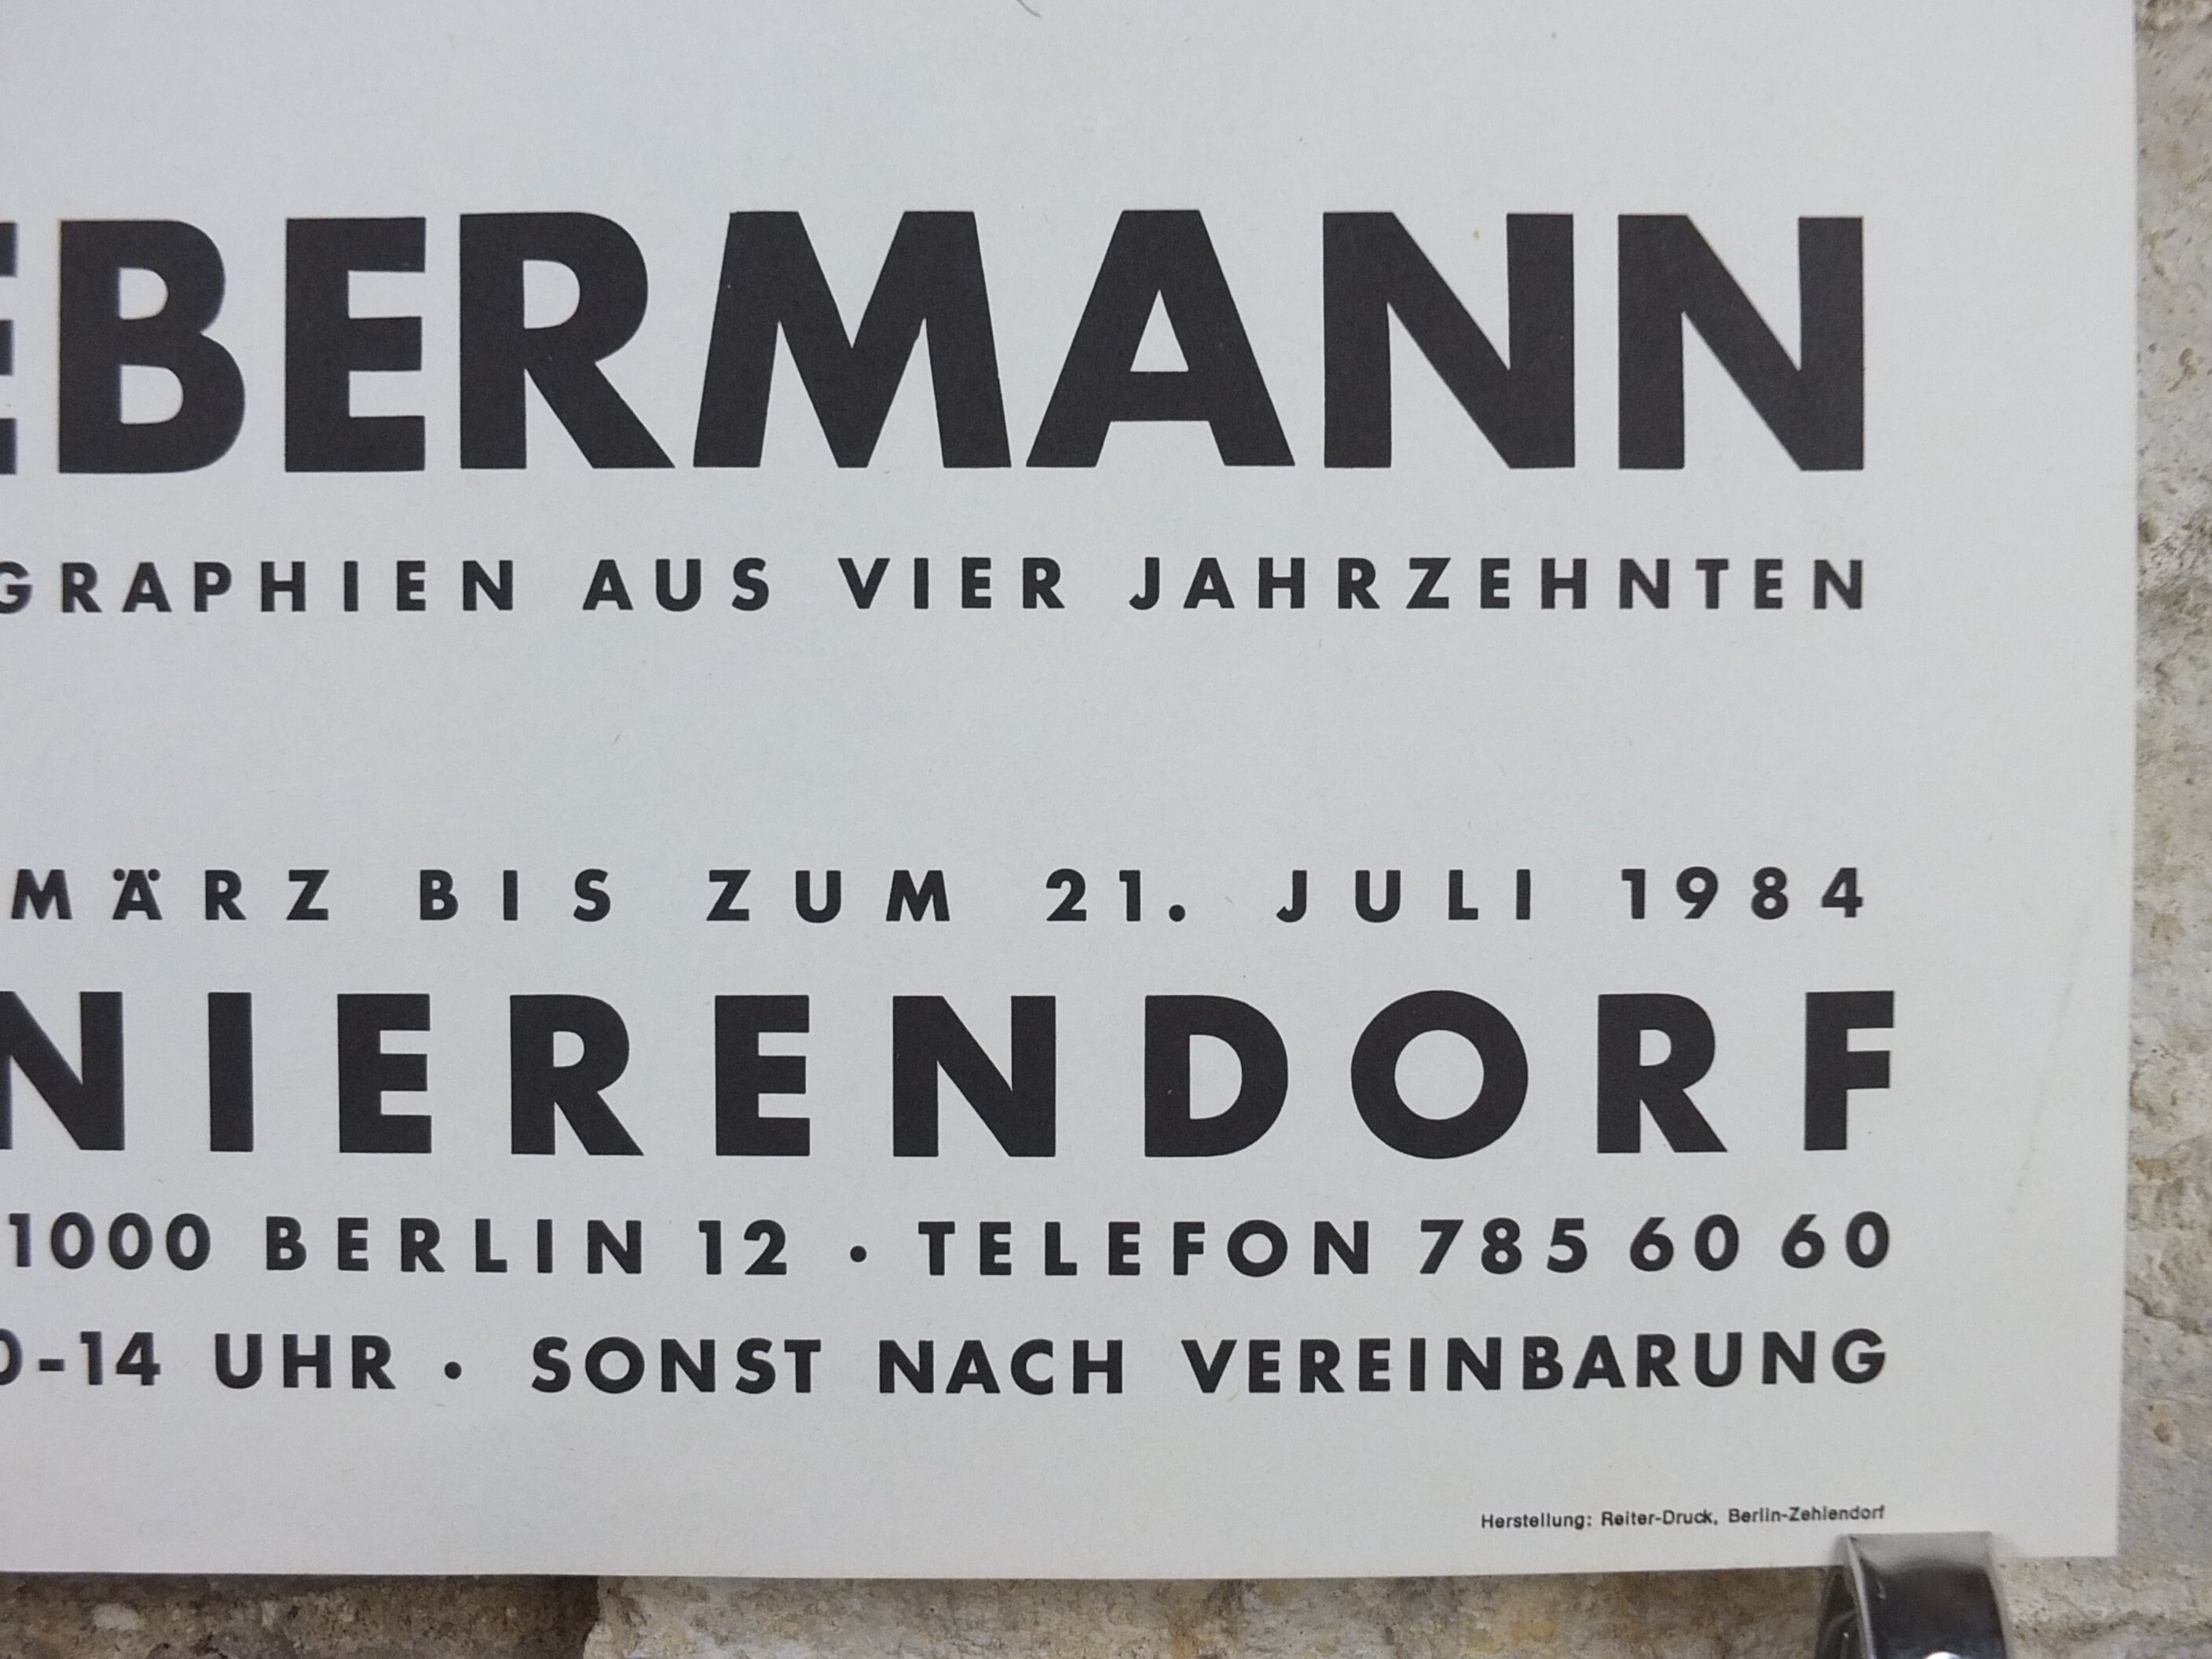 EBERMANN
GRAPHIEN AUS VIER JAHRZEHNTEN
MÄRZ BIS ZUM 21. JULI 1984
NIERENDORF
1000 BERLIN 12 · TELEFON 785 60 60
0-14 UHR · SONST NACH VEREINBARUNG
Herstellung: Reiter-Druck, Berlin-Zehlendorf